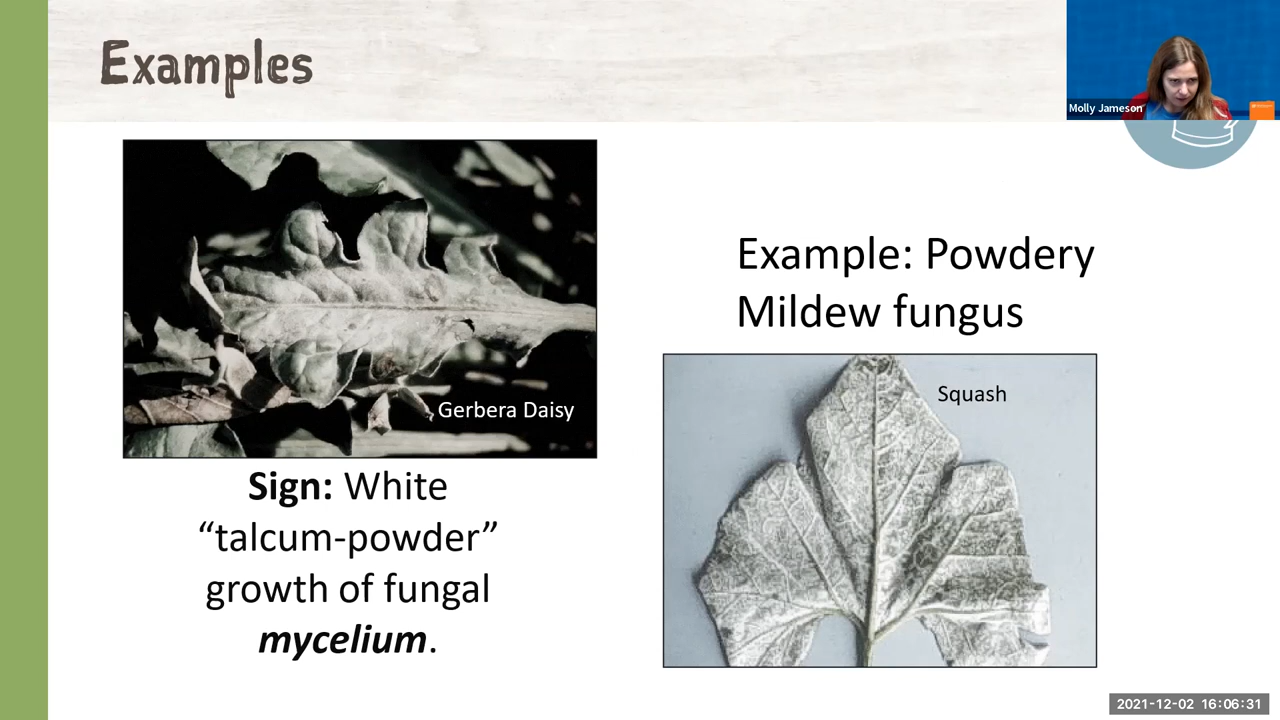 Examples
Molly Jameson
Gerbera Daisy
Sign: White
“talcum-powder”
growth of fungal
mycelium.
Example: Powdery
Mildew fungus
Squash
2021-12-02 16:06:31